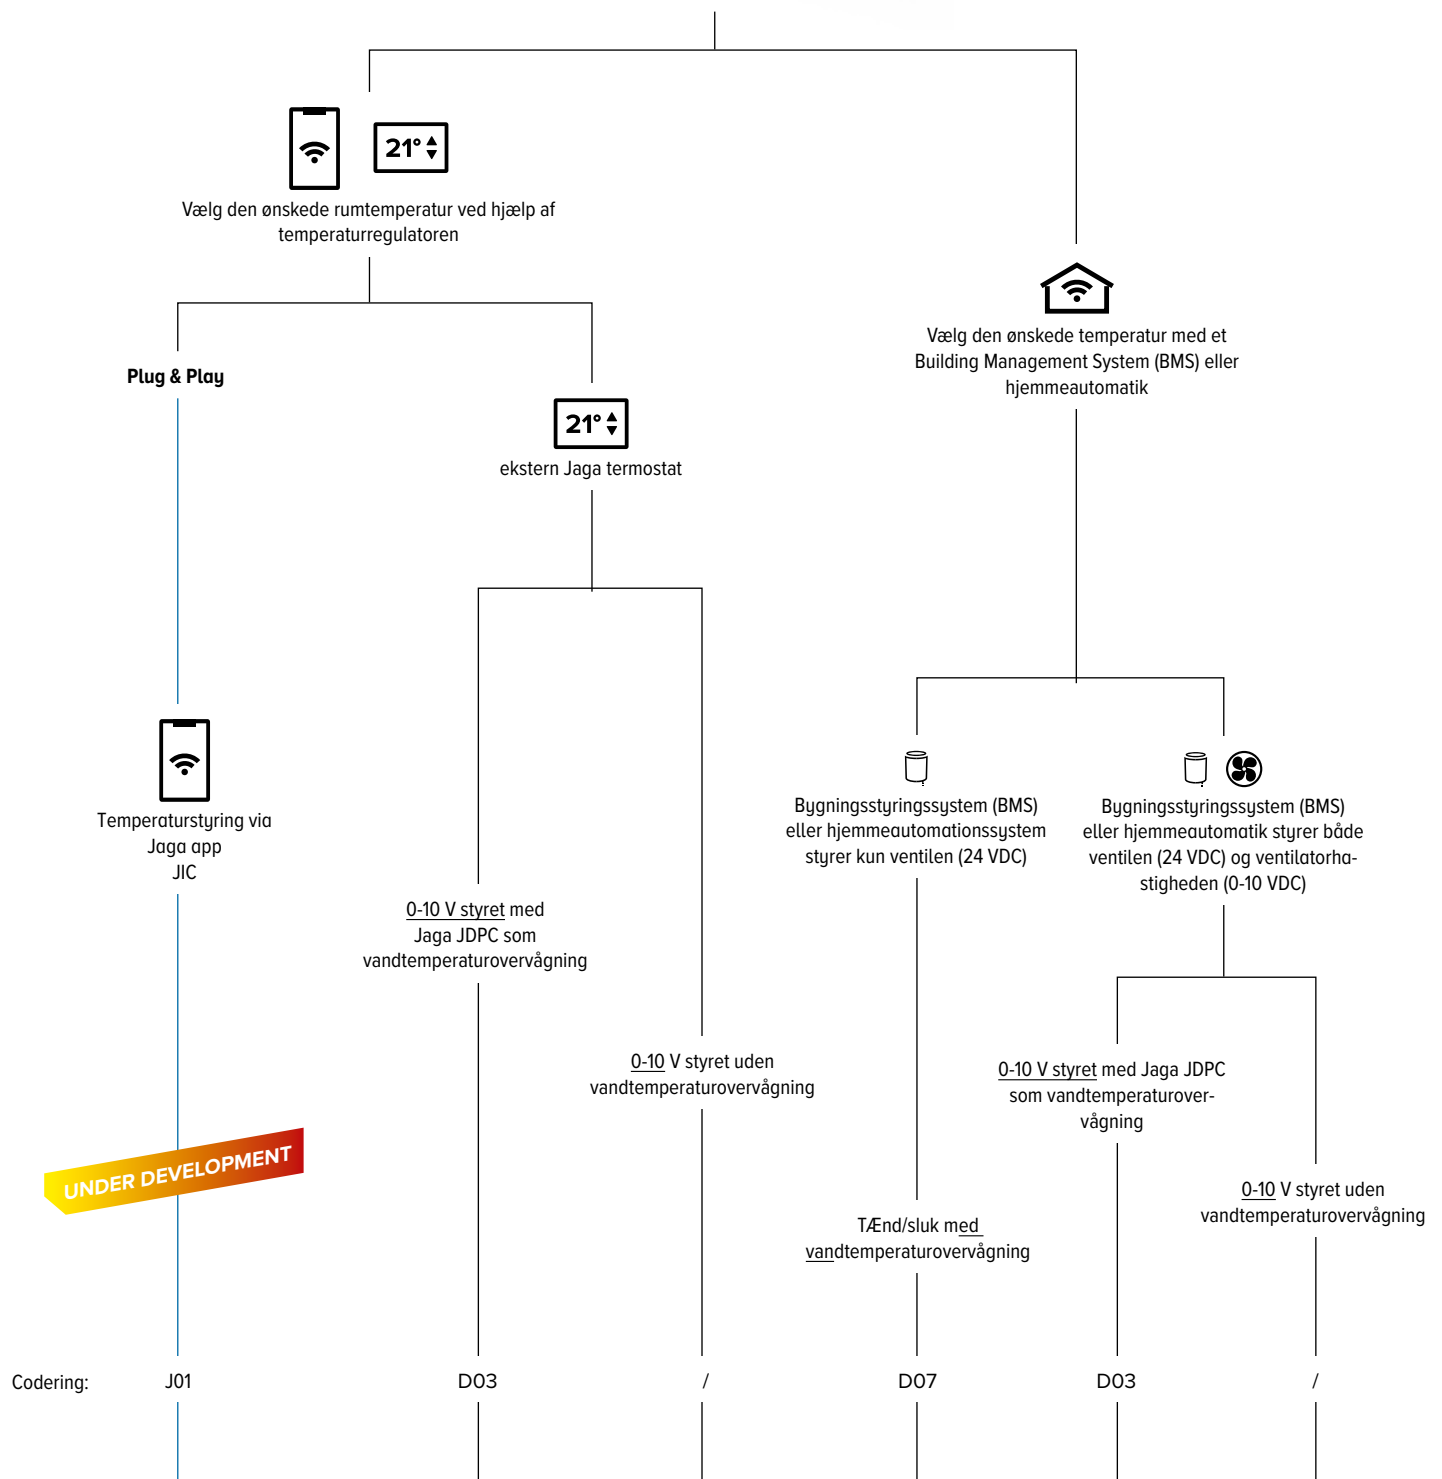 21°
Vælg den ønskede rumtemperatur ved hjælp af
temperaturregulatoren
Vælg den ønskede temperatur med et
Building Management System (BMS) eller
hjemmeautomatik
Plug & Play
21°
ekstern Jaga termostat
Temperaturstyring via
Jaga app
JIC
Bygningsstyringssystem (BMS)
eller hjemmeautomationssystem
styrer kun ventilen (24 VDC)
Bygningsstyringssystem (BMS)
eller hjemmeautomatik styrer både
ventilen (24 VDC) og ventilatorha-
stigheden (0-10 VDC)
0-10 V styret med
Jaga JDPC som
vandtemperaturovervågning
0-10 V styret uden
vandtemperaturovervågning
0-10 V styret med Jaga JDPC
som vandtemperaturover-
vågning
UNDER DEVELOPMENT
TÆnd/sluk med
vandtemperaturovervågning
0-10 V styret uden
vandtemperaturovervågning
Codering: J01 D03 / D07 D03 /